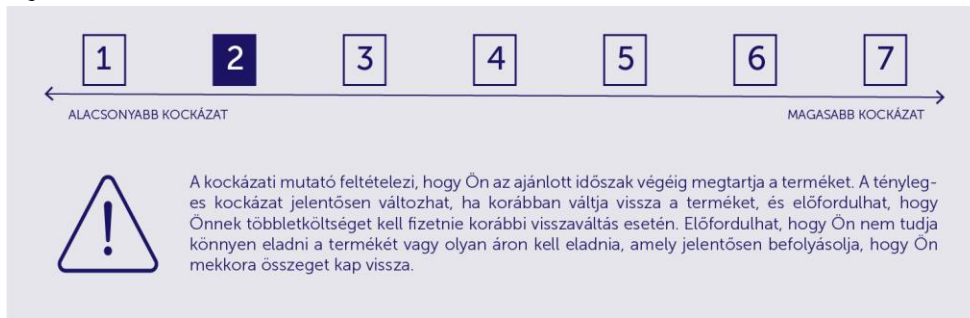 1 2 3 4 5 6 7
ALACSONYABB KOCKÁZAT MAGASABB KOCKÁZAT
A kockázati mutató feltételezi, hogy Ön az ajánlott időszak végéig megtartja a terméket. A tényleg-
es kockázat jelentősen változhat, ha korábban váltja vissza a terméket, és előfordulhat, hogy
Önnek többletköltséget kell fizetnie korábbi visszaváltás esetén. Előfordulhat, hogy Ön nem tudja
könnyen eladni a termékét vagy olyan áron kell eladnia, amely jelentősen befolyásolja, hogy Ön
mekkora összeget kap vissza.